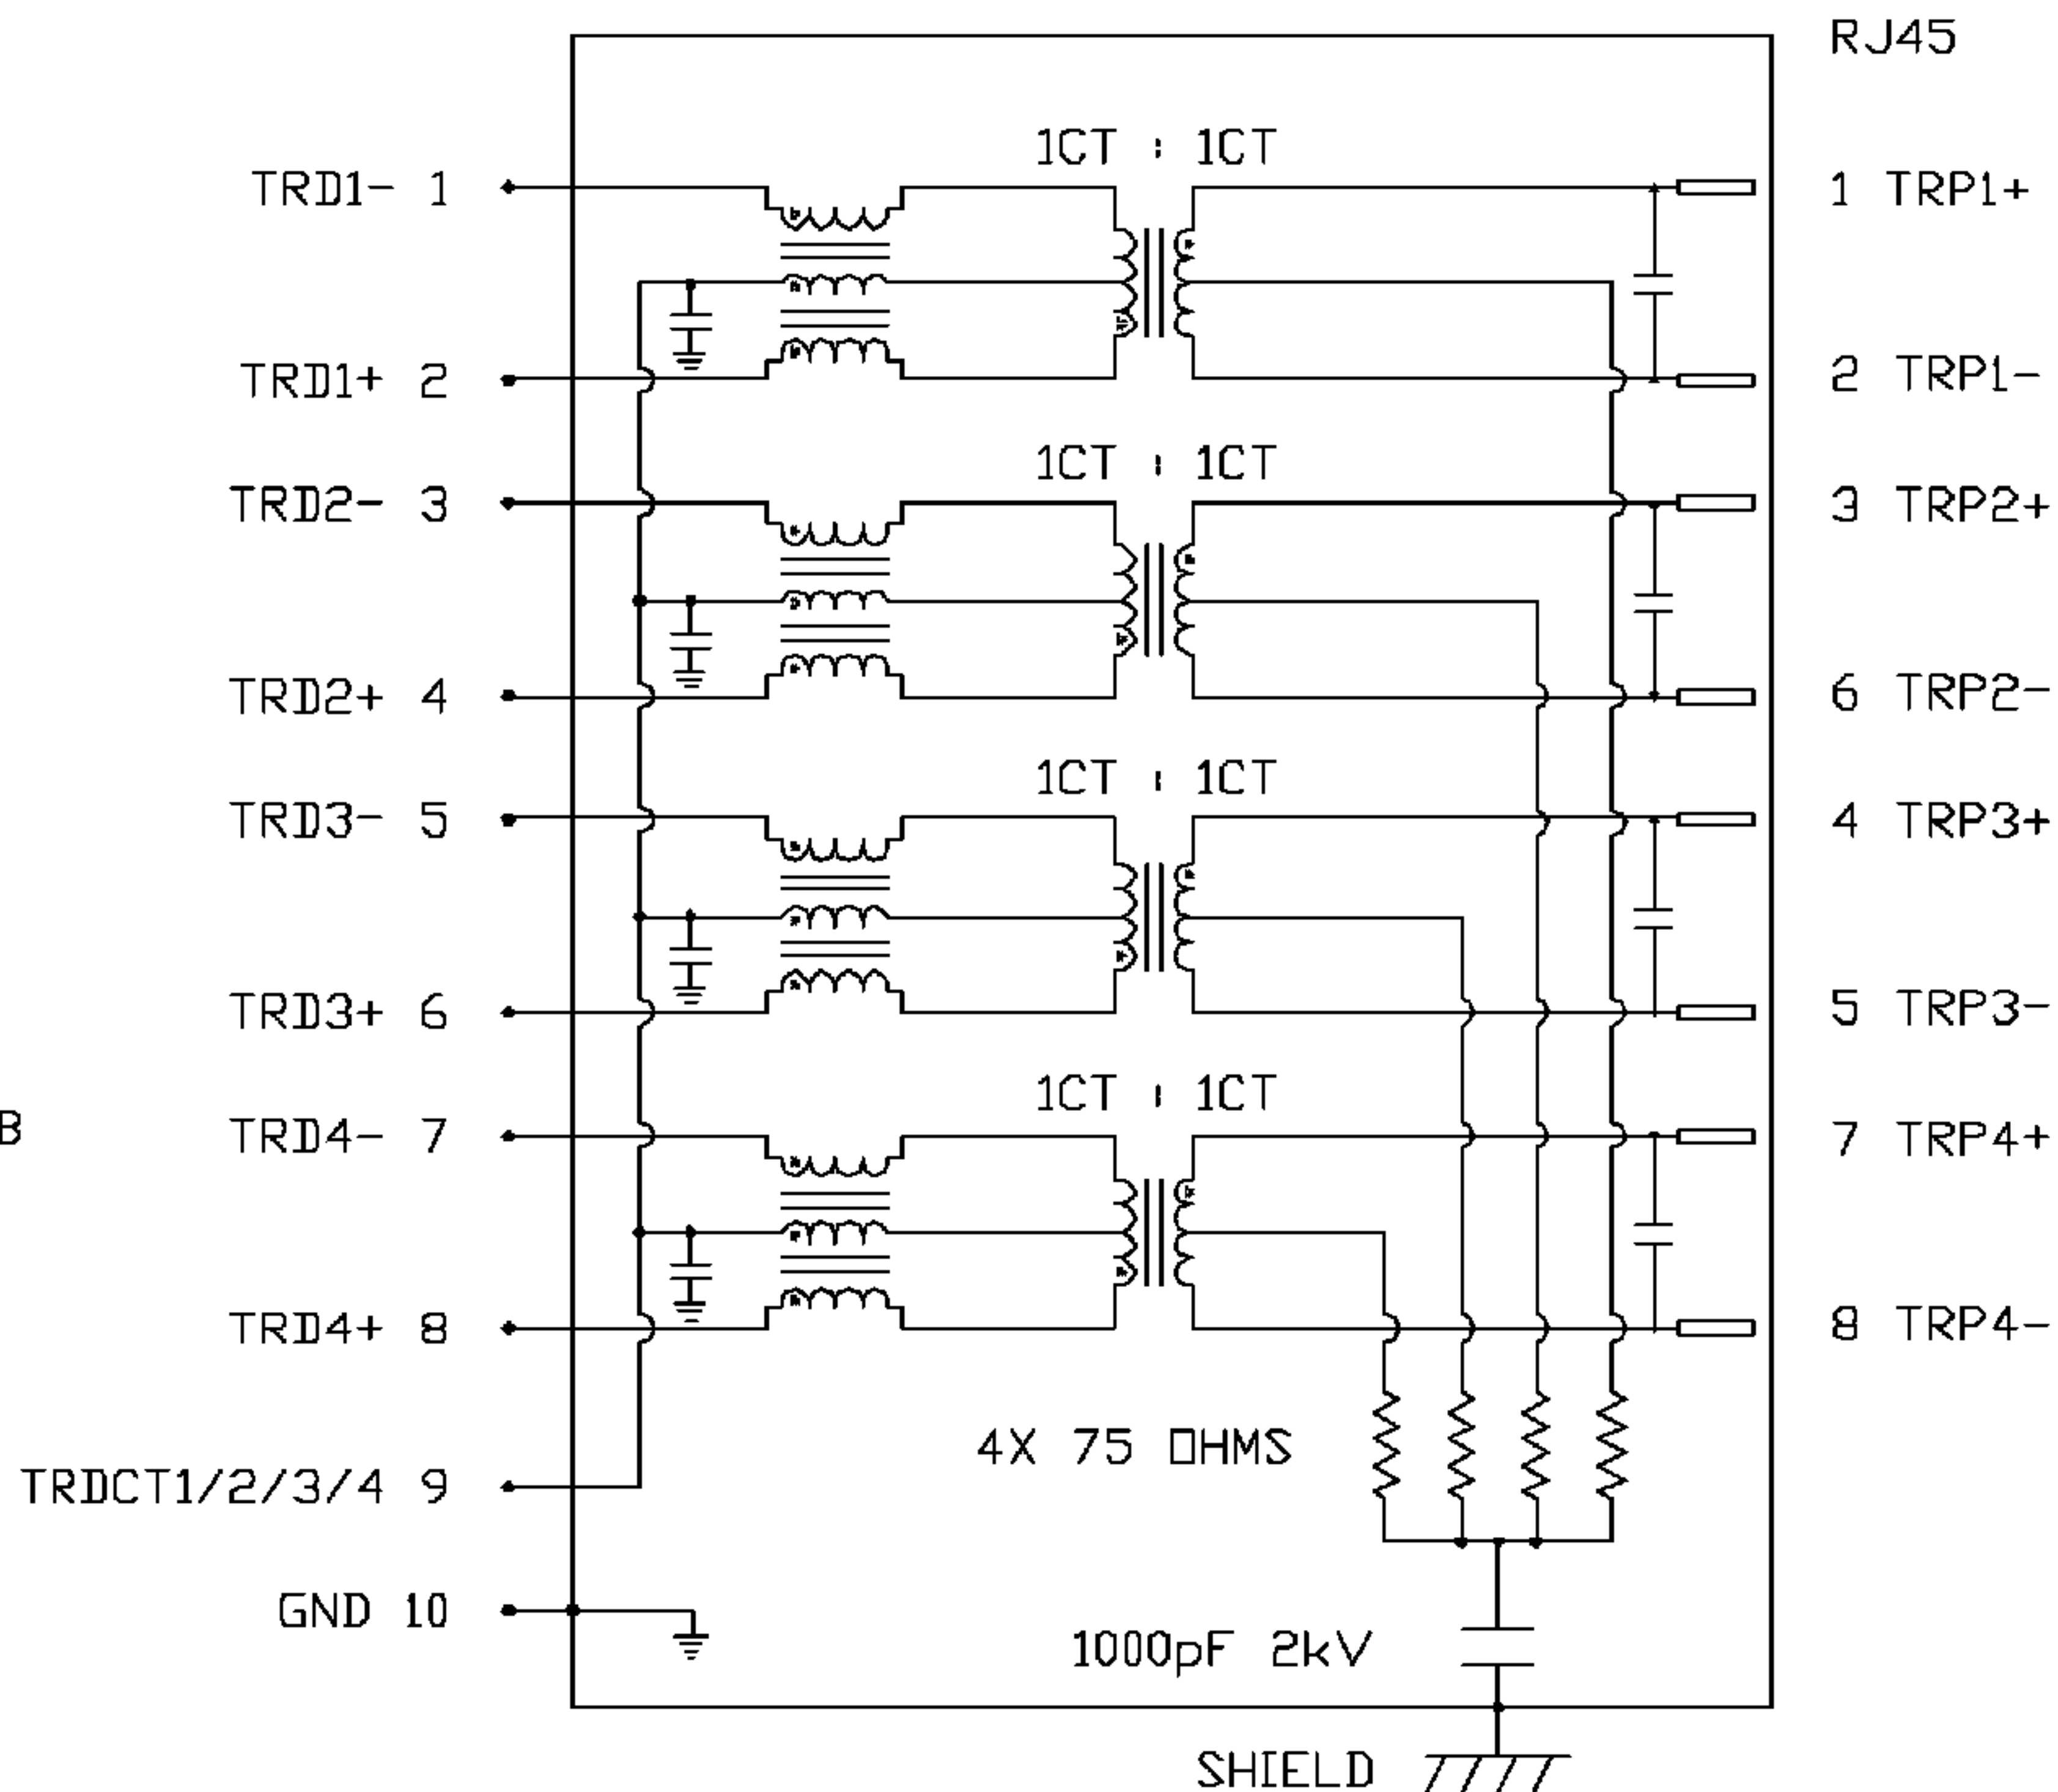 RJ45
1CT : 1CT
TRD1- 1
1 TRP1+
TRD1+ 2
2 TRP1-
1CT : 1CT
TRD2- 3
3 TRP2+
TRD2+ 4
6 TRP2-
1CT : 1CT
TRD3- 5
4 TRP3+
TRD3+ 6
5 TRP3-
1CT : 1CT
B
TRD4- 7
7 TRP4+
TRD4+ 8
8 TRP4-
4X 75 OHMS
TRDCT1/2/3/4 9
GND 10
1000pF 2kV
SHIELD